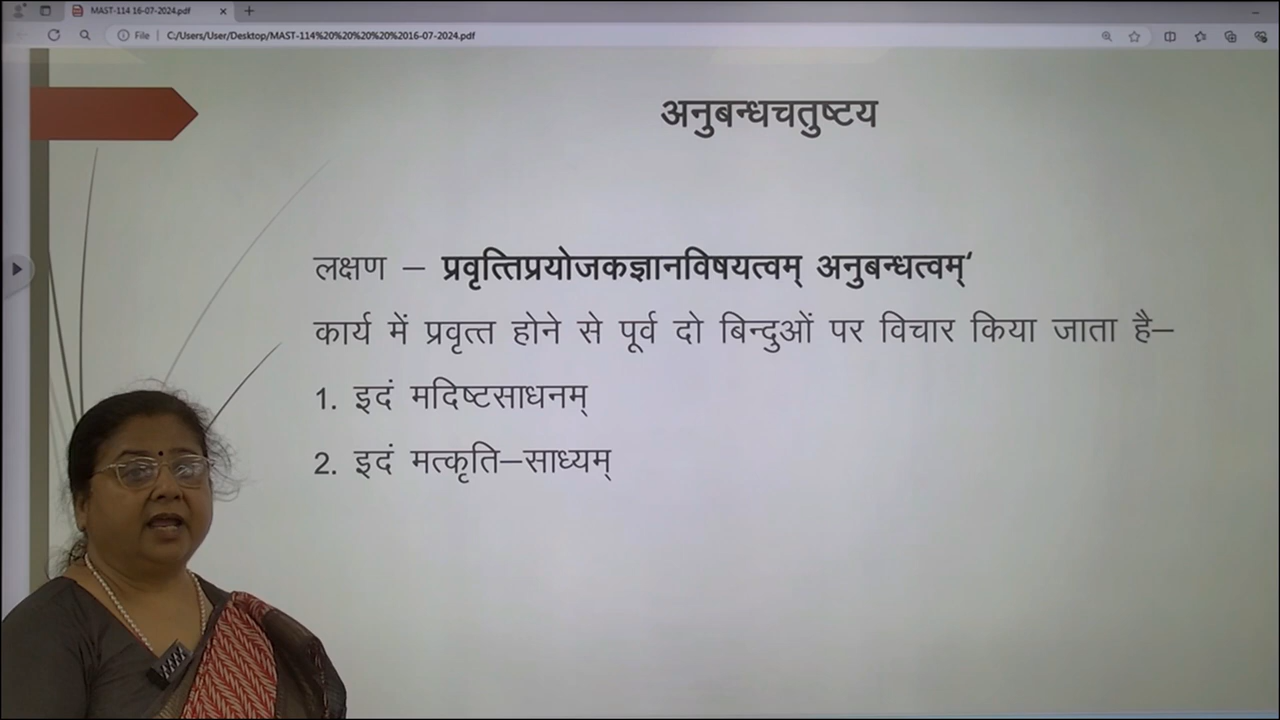 MAST-114 16-07-2024.pdf
File C:/Users/User/Desktop/MAST-114%20%20%20%20%2016-07-2024.pdf
अनुबन्धचतुष्टय
लक्षण – प्रवृत्तिप्रयोजकज्ञानविषयत्वम् अनुबन्धत्वम्’
कार्य में प्रवृत्त होने से पूर्व दो बिन्दुओं पर विचार किया जाता है–
1. इदं मदिष्टसाधनम्
2. इदं मत्कृति–साध्यम्